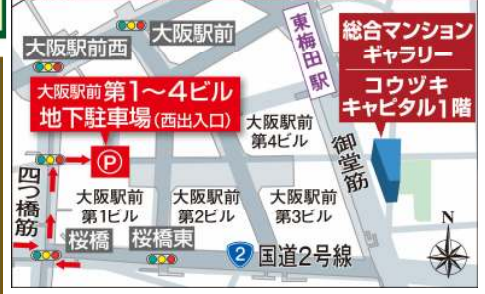 大阪駅前西
大阪駅前
東梅田駅
総合マンション
ギャラリー
コウヅキ
キャピタル1階
大阪駅前第1〜4ビル
地下駐車場(西出入口)
P
大阪駅前
第4ビル
御堂筋
四つ橋筋
大阪駅前
第1ビル
大阪駅前
第2ビル
大阪駅前
第3ビル
N
桜橋
桜橋東
2
国道2号線